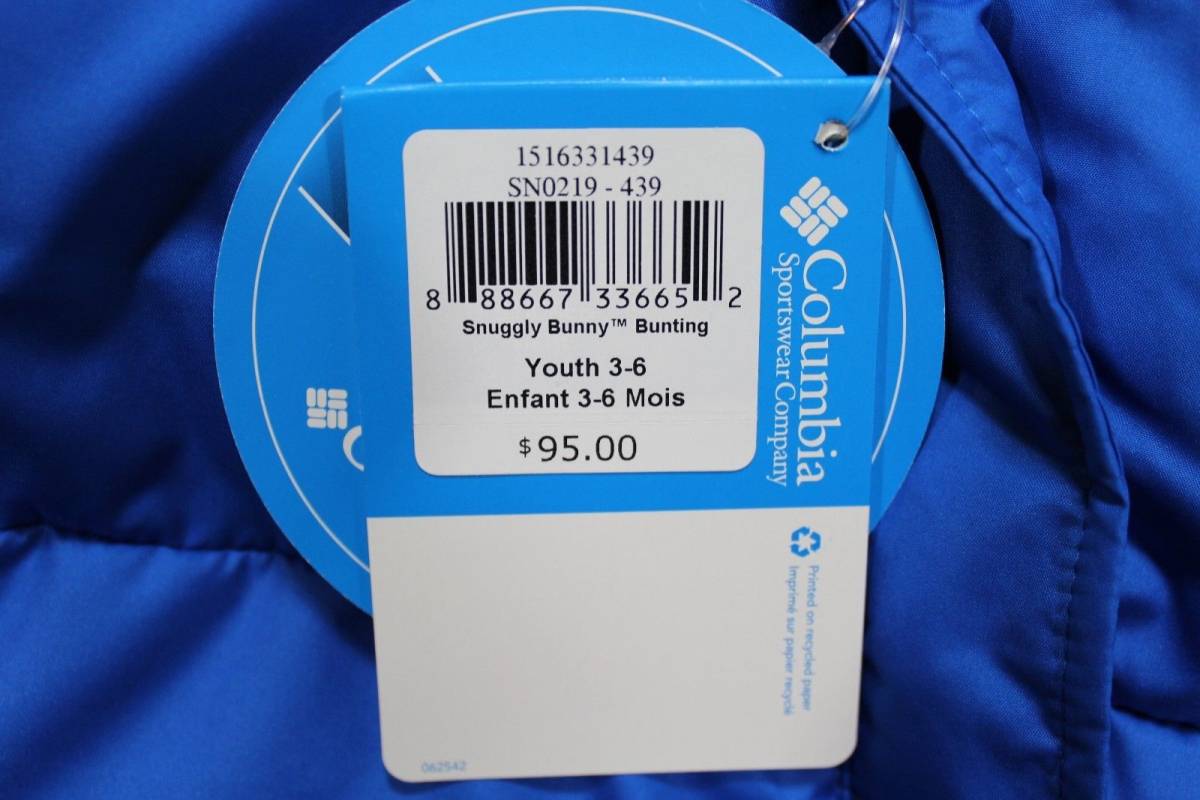 1516331439
SN0219 - 439
8 88667 33665 2
Snuggly Bunny™ Bunting
Youth 3-6
Enfant 3-6 Mois
$95.00
Columbia
Sportswear Company
Printed on recycled paper
Imprimé sur papier recyclé
062542